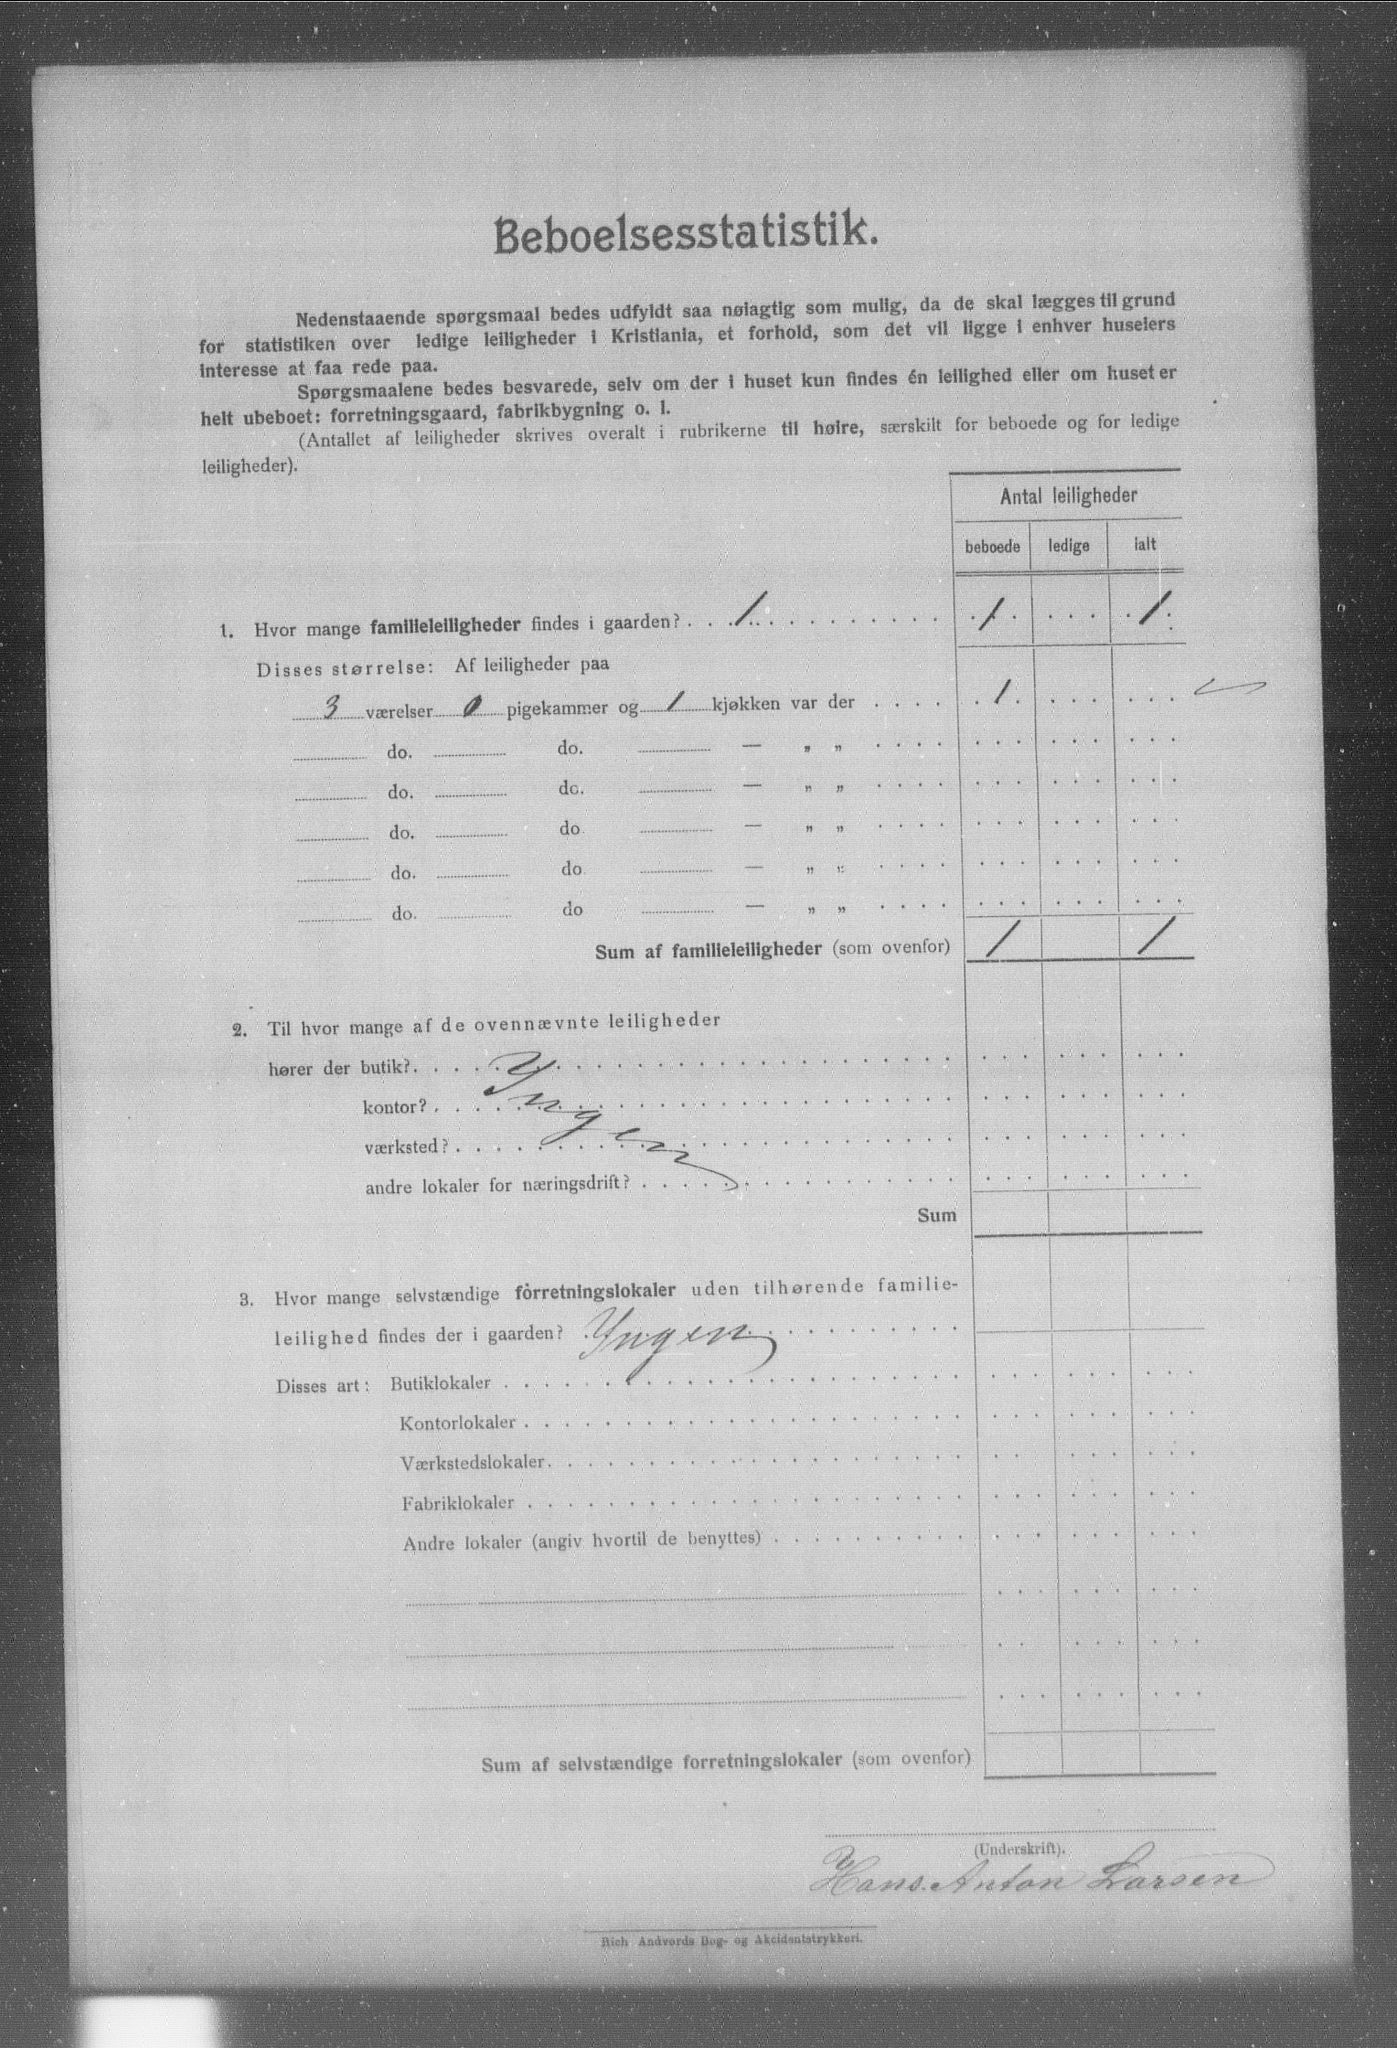 Beboelsesstatistik.
Nedenstaaende spørgsmaal bedes udfyldt saa nøiagtig som mulig, da de skal lægges til grund
for statistiken over ledige leiligheder i Kristiania, et forhold, som det vil ligge i enhver huseiers
interesse at faa rede paa.
Spørgsmaalene bedes besvarede, selv om der i huset kun findes én leilighed eller om huset er
helt ubeboet: forretningsgaard, fabrikbygning o. l.
(Antallet af leiligheder skrives overalt i rubrikerne til høire, særskilt for beboede og for ledige
leiligheder).
Antal leiligheder
beboede ledige ialt
1. Hvor mange familieleiligheder findes i gaarden? 1 1 1
Disses størrelse: Af leiligheder paa
3 værelser 0 pigekammer og 1 kjøkken var der 1
do. do. — „ „
do. do. — „ „
do. do — „ „
do. do — „ „
do. do — „ „
Sum af familieleiligheder (som ovenfor) 1 1
2. Til hvor mange af de ovennævnte leiligheder
hører der butik?
kontor? Yngen
værksted?
andre lokaler for næringsdrift?
Sum
3. Hvor mange selvstændige forretningslokaler uden tilhørende familie-
leilighed findes der i gaarden? Yngen
Disses art: Butiklokaler
Kontorlokaler
Værkstedslokaler
Fabriklokaler
Andre lokaler (angiv hvortil de benyttes)
Sum af selvstændige forretningslokaler (som ovenfor)
(Underskrift).
Hans. Anton Larsen
Rich Andvords Bog- og Akcidentstrykkeri.